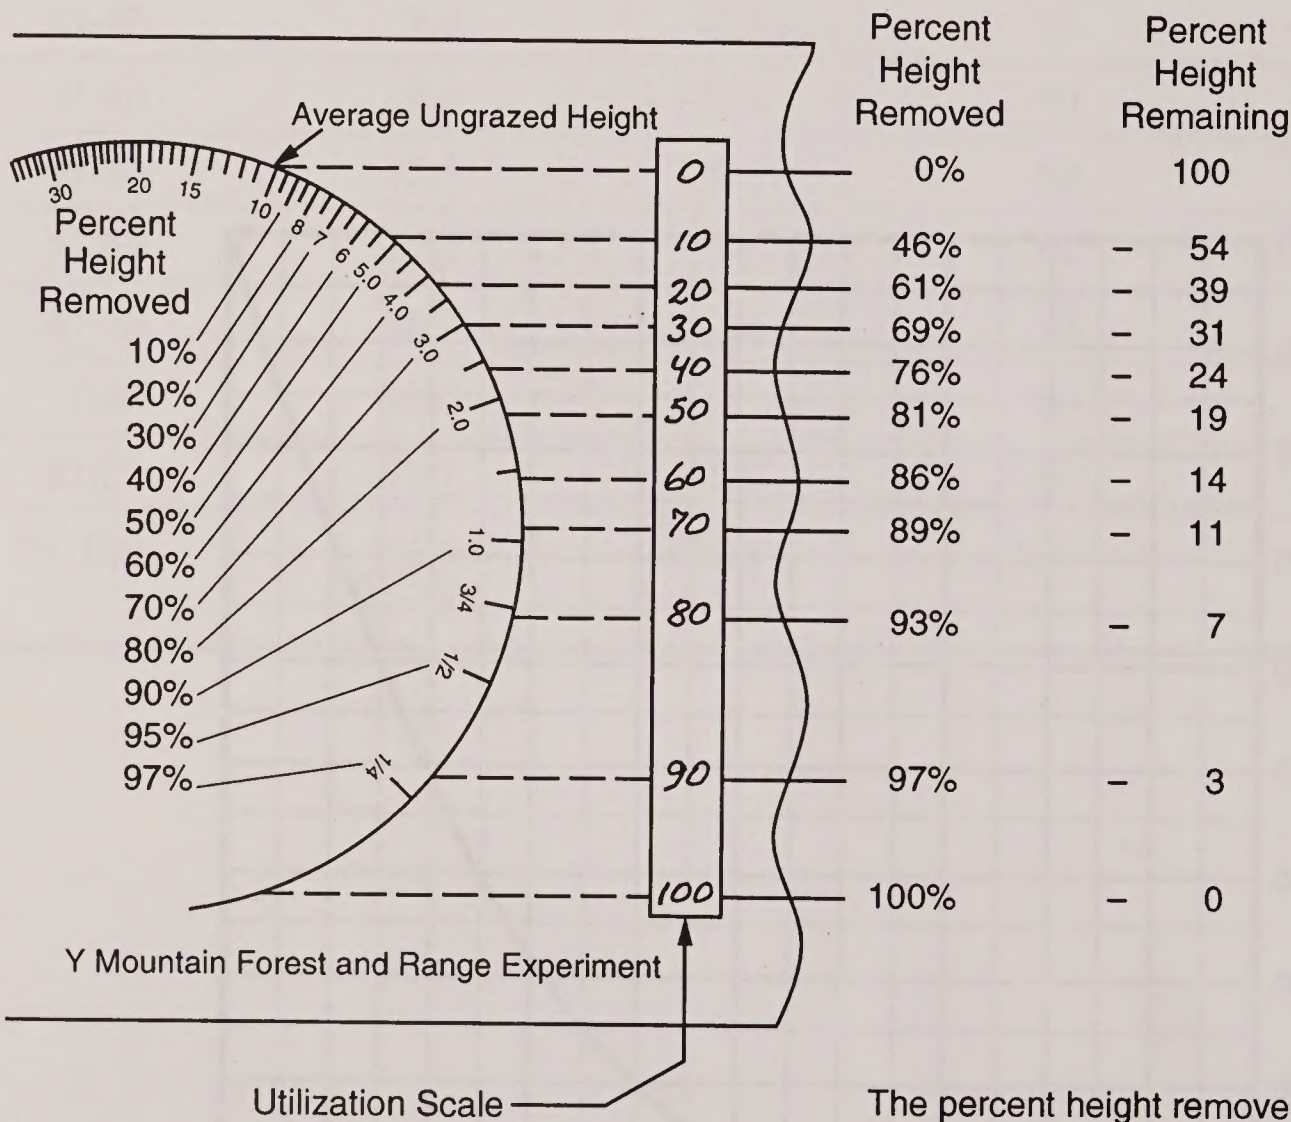 Percent Height Removed
Percent Height Remaining
Average Ungrazed Height
0 0% 100
10 46% – 54
20 61% – 39
30 69% – 31
40 76% – 24
50 81% – 19
60 86% – 14
70 89% – 11
80 93% – 7
90 97% – 3
100 100% – 0
30 20 15 10 8 7 6 5.0 4.0 3.0 2.0 1.0 3/4 1/2 1/4
Percent
Height
Removed
10%
20%
30%
40%
50%
60%
70%
80%
90%
95%
97%
Y Mountain Forest and Range Experiment
Utilization Scale
The percent height remove